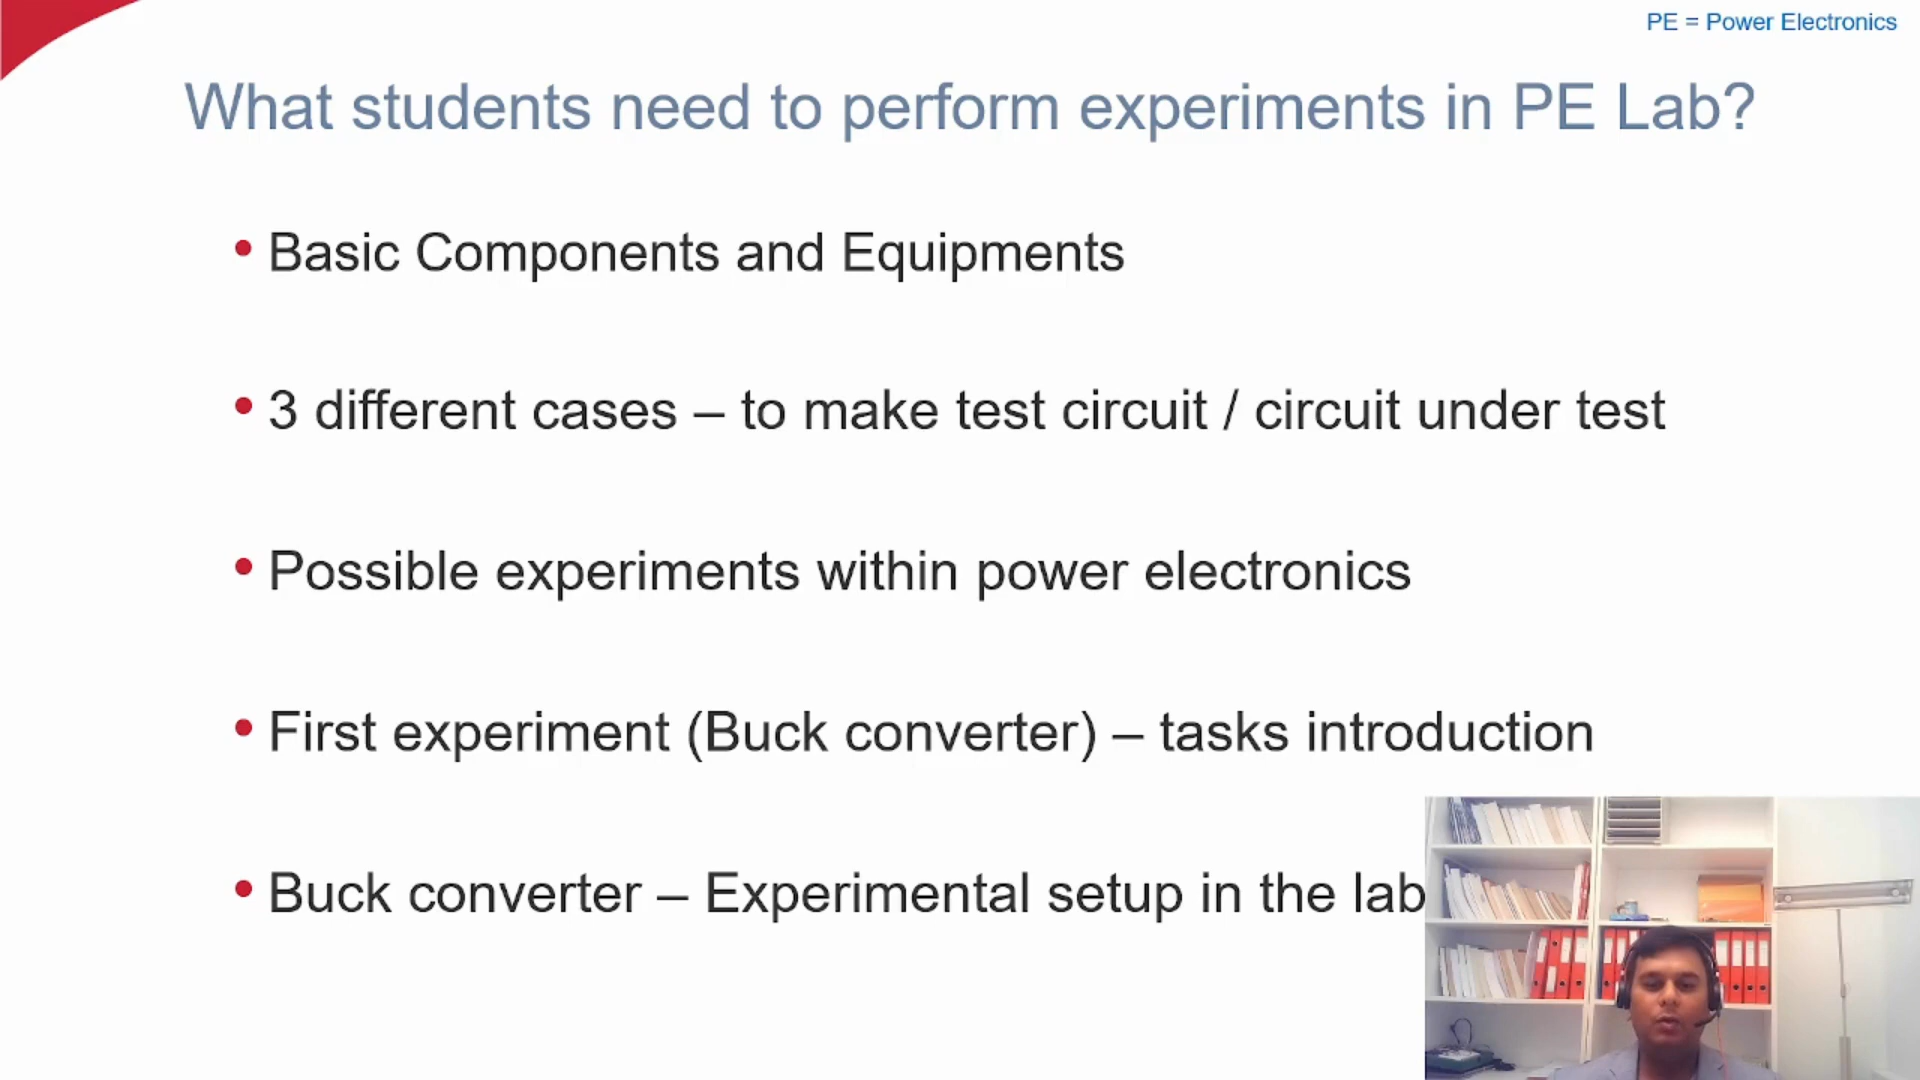 PE = Power Electronics
What students need to perform experiments in PE Lab?
• Basic Components and Equipments
• 3 different cases – to make test circuit / circuit under test
• Possible experiments within power electronics
• First experiment (Buck converter) – tasks introduction
• Buck converter – Experimental setup in the lab